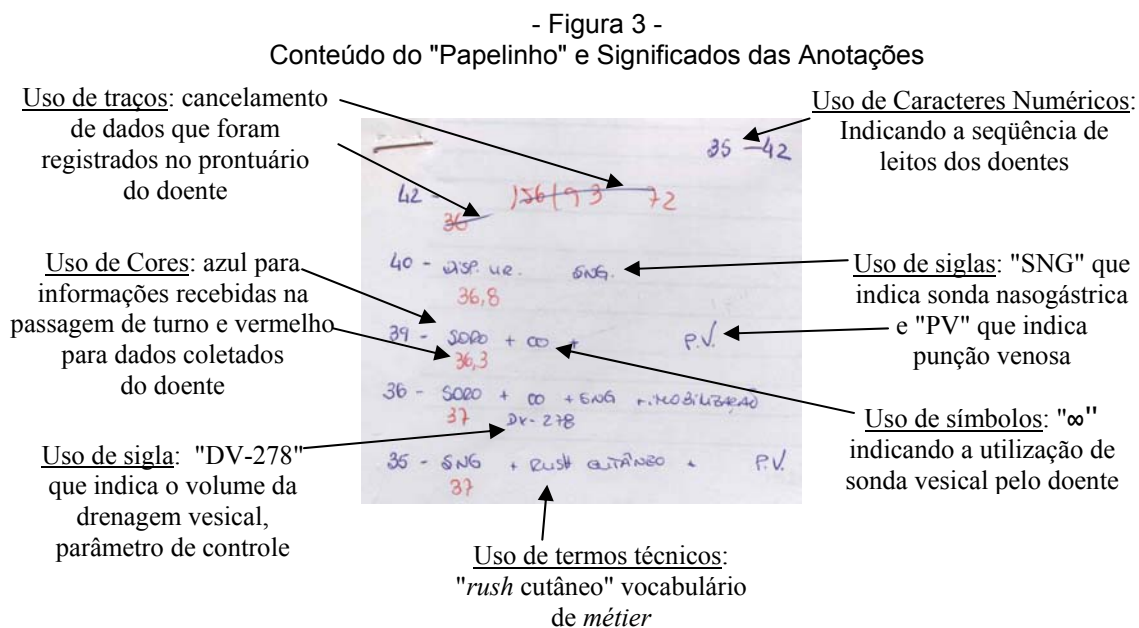 - Figura 3 -
Conteúdo do "Papelinho" e Significados das Anotações
Uso de traços: cancelamento
de dados que foram
registrados no prontuário
do doente
Uso de Caracteres Numéricos:
Indicando a seqüência de
leitos dos doentes
35 - 42
42 - 156 93 72
36
Uso de Cores: azul para
informações recebidas na
passagem de turno e vermelho
para dados coletados
do doente
40 - DISP. UR. SNG.
36,8
Uso de siglas: "SNG" que
indica sonda nasogástrica
e "PV" que indica
punção venosa
39 - SORO + ∞ + P.V.
36,3
36 - SORO + ∞ + SNG + IMOBILIZAÇÃO
37 DV - 278
Uso de símbolos: "∞"
indicando a utilização de
sonda vesical pelo doente
Uso de sigla: "DV-278"
que indica o volume da
drenagem vesical,
parâmetro de controle
35 - SNG + RUSH CUTÂNEO + P.V.
37
Uso de termos técnicos:
"rush cutâneo" vocabulário
de métier